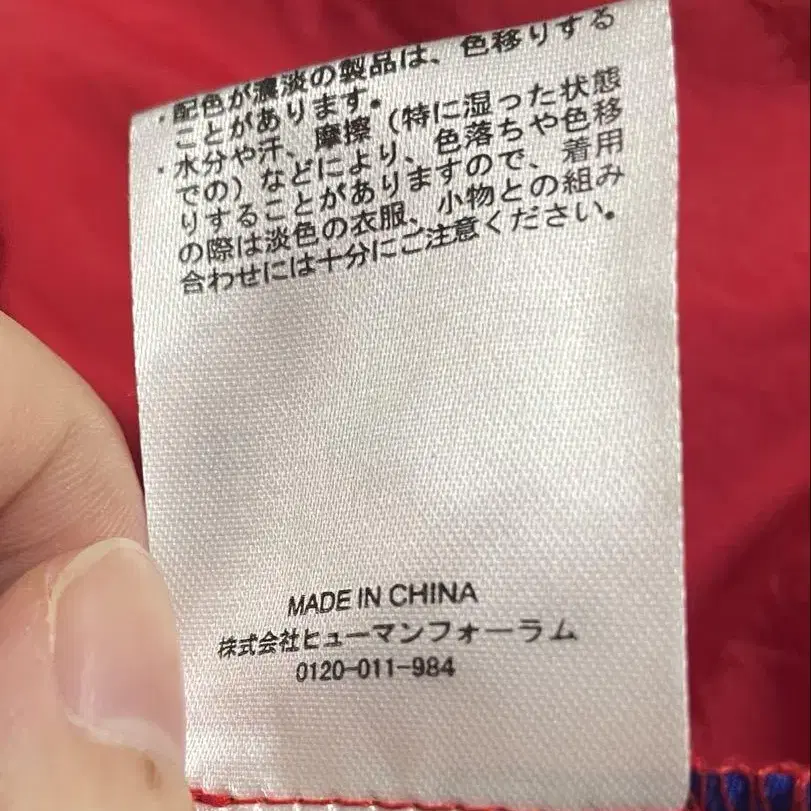 ・配色が濃淡の製品は、色移りする
ことがあります。
・水分や汗、摩擦（特に湿った状態
での）などにより、色落ちや色移
りすることがありますので、着用
の際は淡色の衣服、小物との組み
合わせには十分にご注意ください。
MADE IN CHINA
株式会社ヒューマンフォーラム
0120-011-984